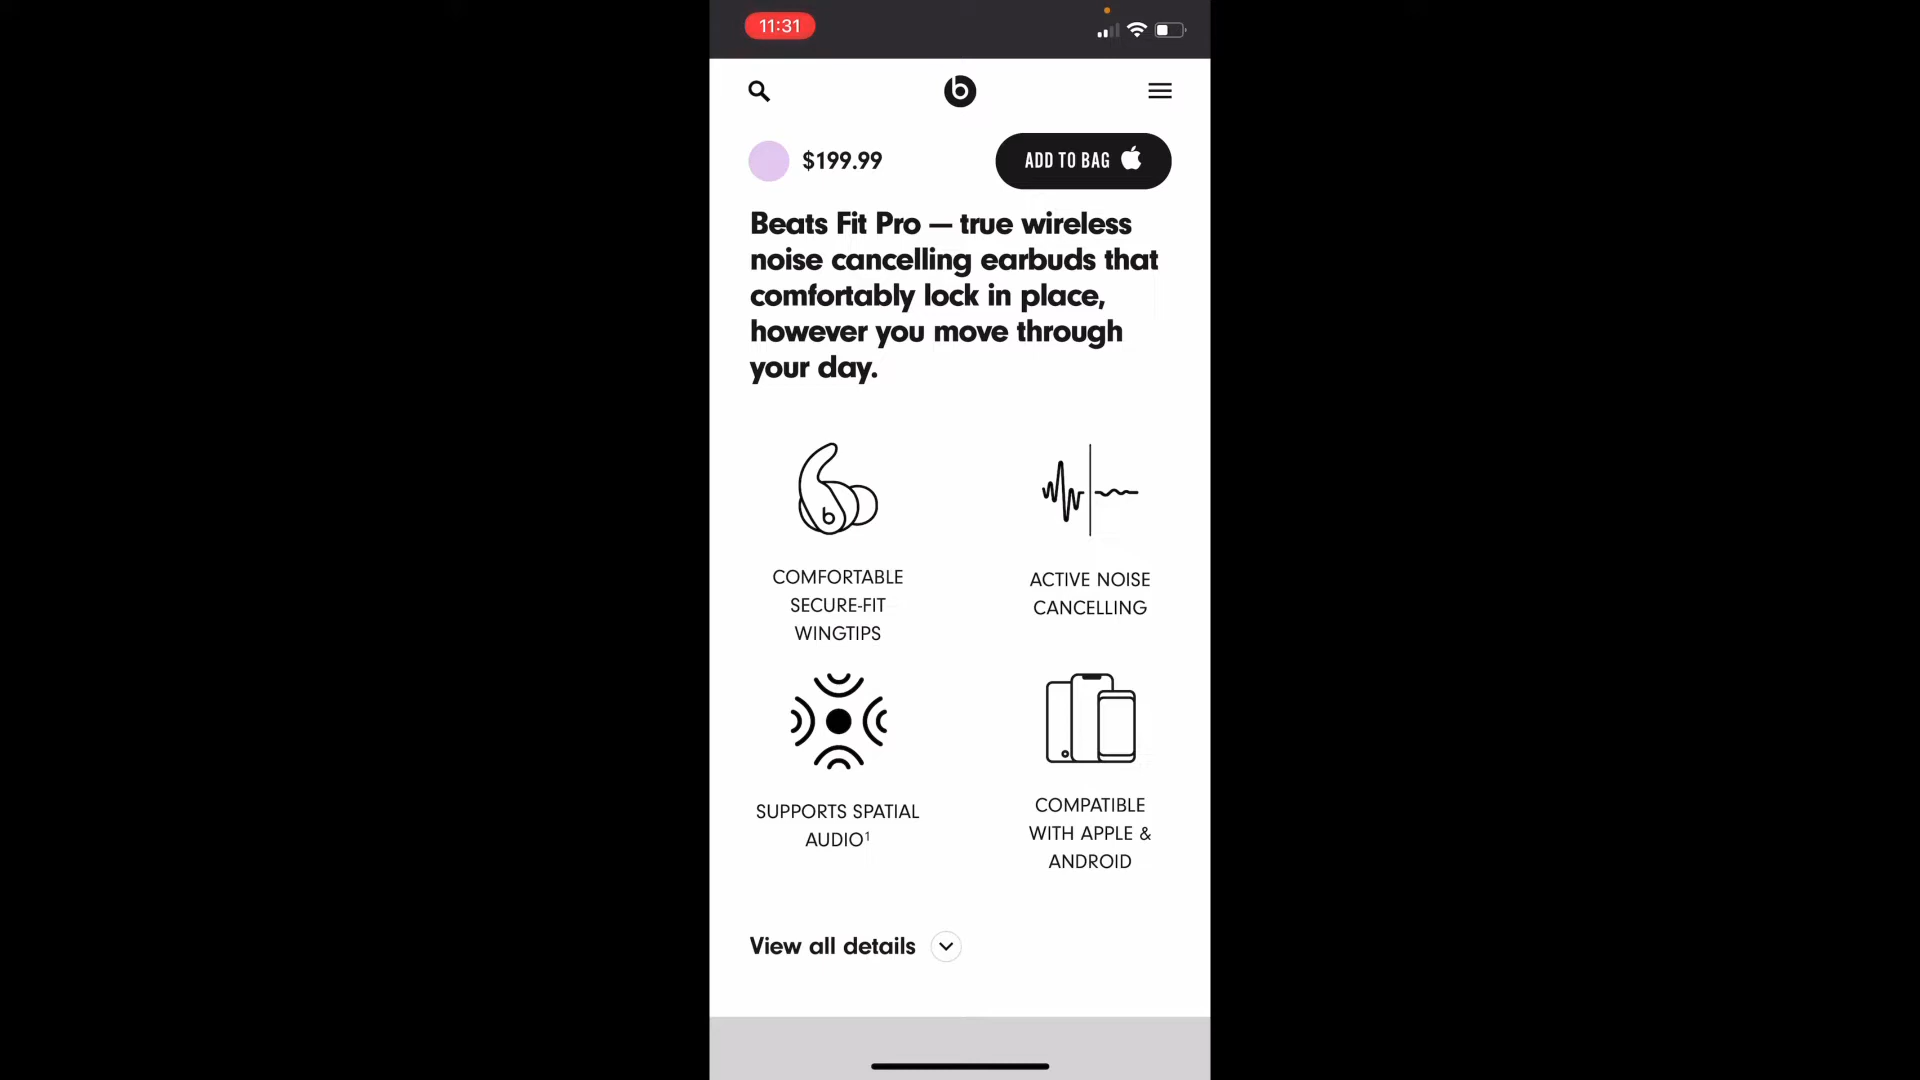 11:31
b
$199.99
ADD TO BAG
Beats Fit Pro — true wireless
noise cancelling earbuds that
comfortably lock in place,
however you move through
your day.
b
COMFORTABLE
SECURE-FIT
WINGTIPS
ACTIVE NOISE
CANCELLING
SUPPORTS SPATIAL
AUDIO¹
COMPATIBLE
WITH APPLE &
ANDROID
View all details